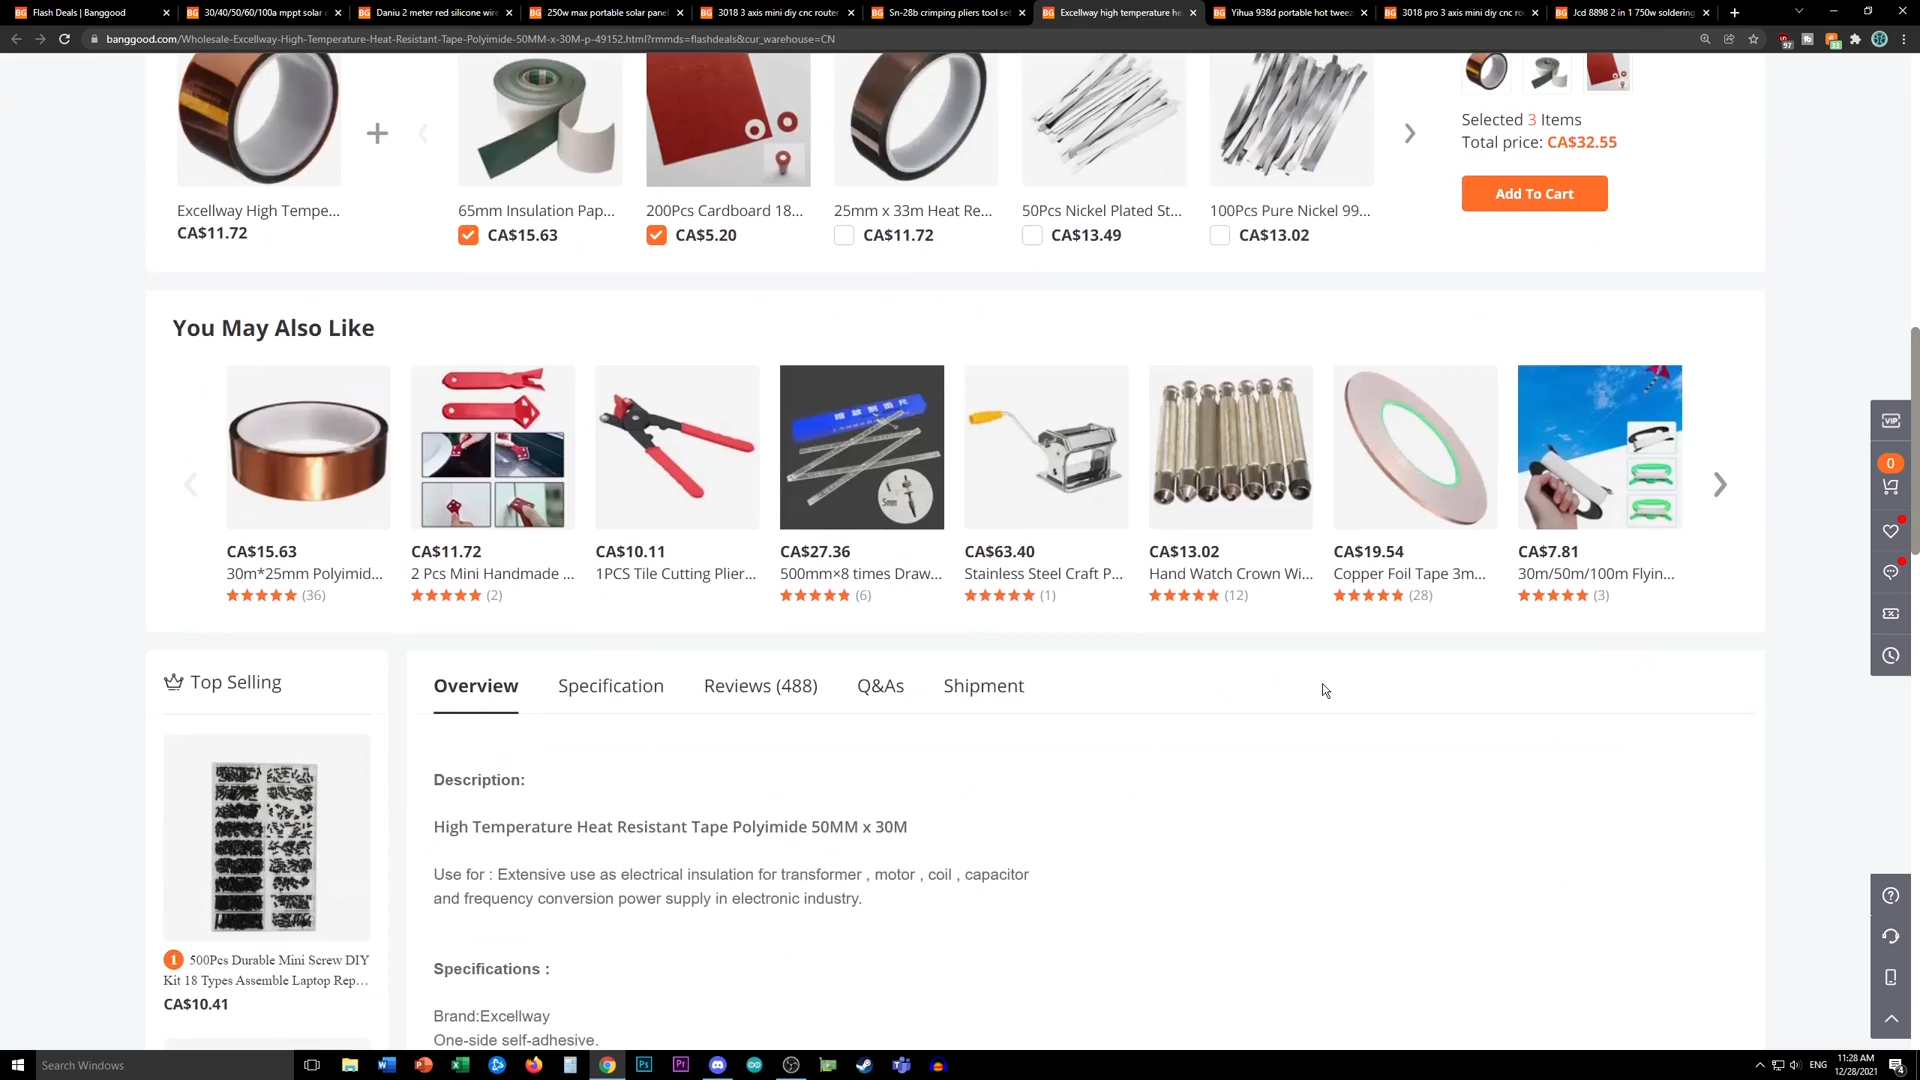 Flash Deals | Banggood
30/40/50/60/100a mppt solar c
Daniu 2 meter red silicone wire
250w max portable solar panel
3018 3 axis mini diy cnc router
Sn-28b crimping pliers tool set
Excellway high temperature he
Yihua 938d portable hot tweez
3018 pro 3 axis mini diy cnc ro
Jcd 8898 2 in 1 750w soldering
banggood.com/Wholesale-Excellway-High-Temperature-Heat-Resistant-Tape-Polyimide-50MM-x-30M-p-49152.html?rmmds=flashdeals&cur_warehouse=CN
Selected 3 Items
Total price: CA$32.55
Add To Cart
Excellway High Tempe...
CA$11.72
65mm Insulation Pap...
CA$15.63
200Pcs Cardboard 18...
CA$5.20
25mm x 33m Heat Re...
CA$11.72
50Pcs Nickel Plated St...
CA$13.49
100Pcs Pure Nickel 99...
CA$13.02
You May Also Like
5mm
CA$15.63
30m*25mm Polyimid...
(36)
CA$11.72
2 Pcs Mini Handmade ...
(2)
CA$10.11
1PCS Tile Cutting Plier...
CA$27.36
500mm×8 times Draw...
(6)
CA$63.40
Stainless Steel Craft P...
(1)
CA$13.02
Hand Watch Crown Wi...
(12)
CA$19.54
Copper Foil Tape 3m...
(28)
CA$7.81
30m/50m/100m Flyin...
(3)
VIP
0
Top Selling
Overview
Specification
Reviews (488)
Q&As
Shipment
Description:
High Temperature Heat Resistant Tape Polyimide 50MM x 30M
Use for : Extensive use as electrical insulation for transformer , motor , coil , capacitor
and frequency conversion power supply in electronic industry.
Specifications :
Brand:Excellway
One-side self-adhesive.
1 500Pcs Durable Mini Screw DIY
Kit 18 Types Assemble Laptop Rep...
CA$10.41
Search Windows
ENG
11:28 AM
12/28/2021